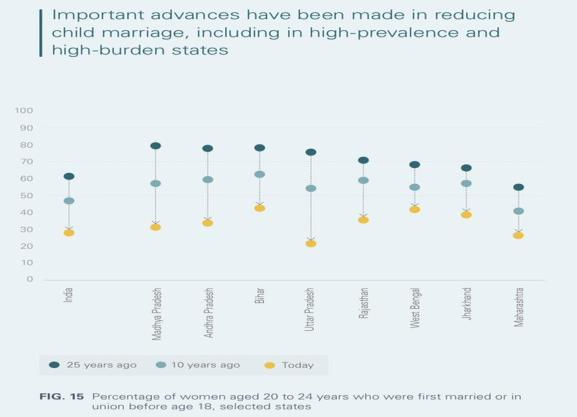 Important advances have been made in reducing
child marriage, including in high-prevalence and
high-burden states
100
90
80
70
60
50
40
30
20
10
0
India
Madhya Pradesh
Andhra Pradesh
Bihar
Uttar Pradesh
Rajasthan
West Bengal
Jharkhand
Maharashtra
25 years ago 10 years ago Today
FIG. 15 Percentage of women aged 20 to 24 years who were first married or in
union before age 18, selected states